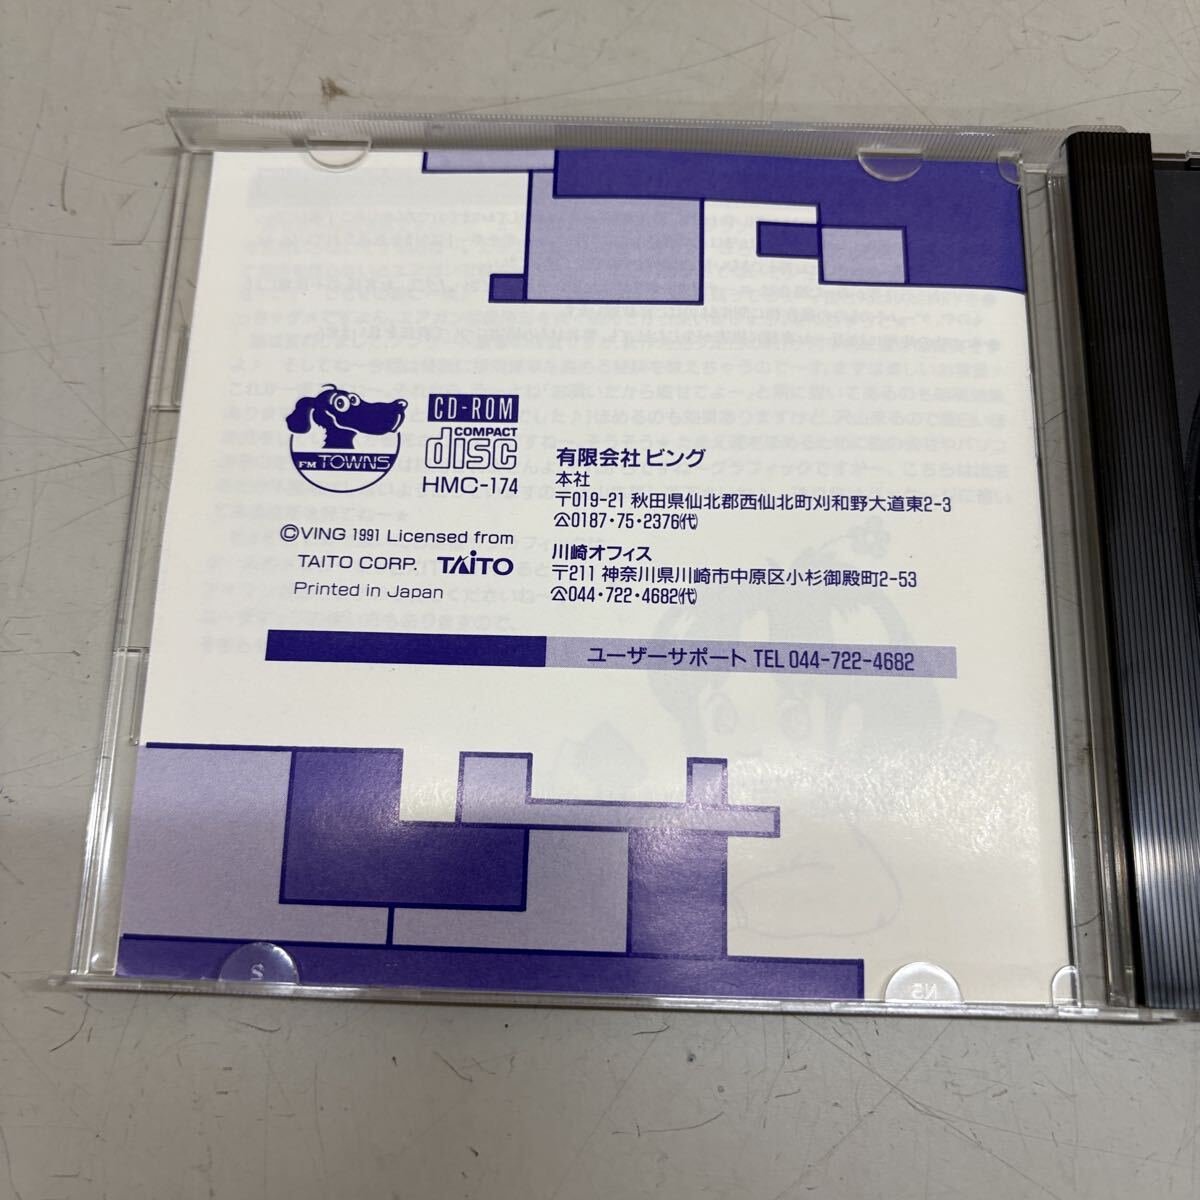 FM TOWNS
CD-ROM
COMPACT
disc
HMC-174
©VING 1991 Licensed from
TAITO CORP. TAITO
Printed in Japan
有限会社 ビング
本社
〒019-21 秋田県仙北郡西仙北町刈和野大道東2-3
☎0187・75・2376㈹
川崎オフィス
〒211 神奈川県川崎市中原区小杉御殿町2-53
☎044・722・4682㈹
ユーザーサポート TEL 044-722-4682